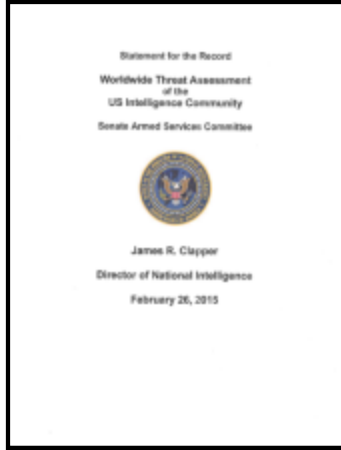 Statement for the Record
Worldwide Threat Assessment
of the
US Intelligence Community
Senate Armed Services Committee
James R. Clapper
Director of National Intelligence
February 26, 2015